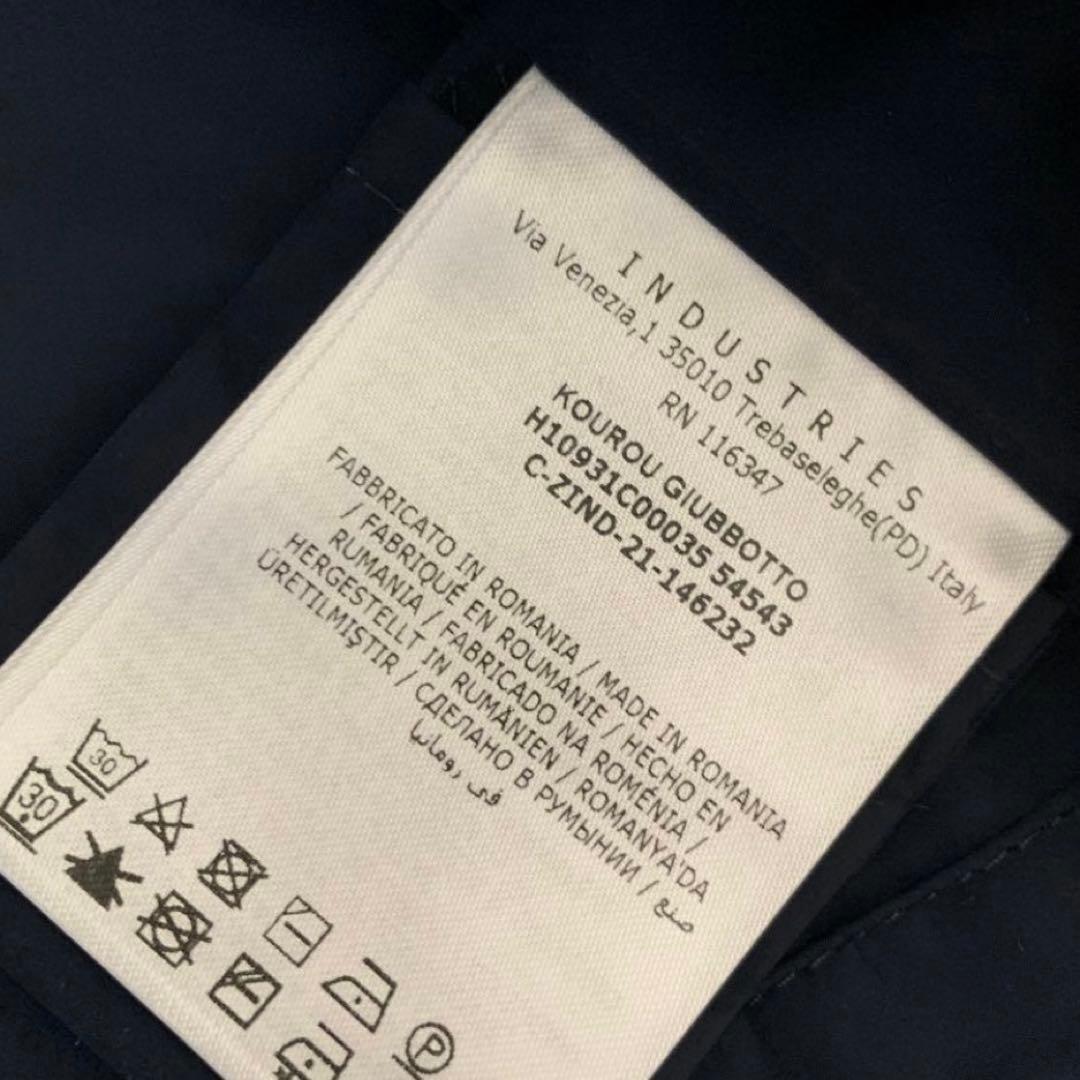 INDUSTRIES
Via Venezia,1 35010 Trebaseleghe(PD) Italy
RN 116347
KOUROU GIUBBOTTO
H10931C00035 54543
C-ZIND-21-146232
FABBRICATO IN ROMANIA / MADE IN ROMANIA
/ FABRIQUÉ EN ROUMANIE / HECHO EN
RUMANIA / FABRICADO NA ROMÉNIA /
HERGESTELLT IN RUMÄNIEN / ROMANYA'DA
ÜRETILMIŞTIR / СДЕЛАНО В РУМЫНИИ / صنع
في رومانيا
30
30
P